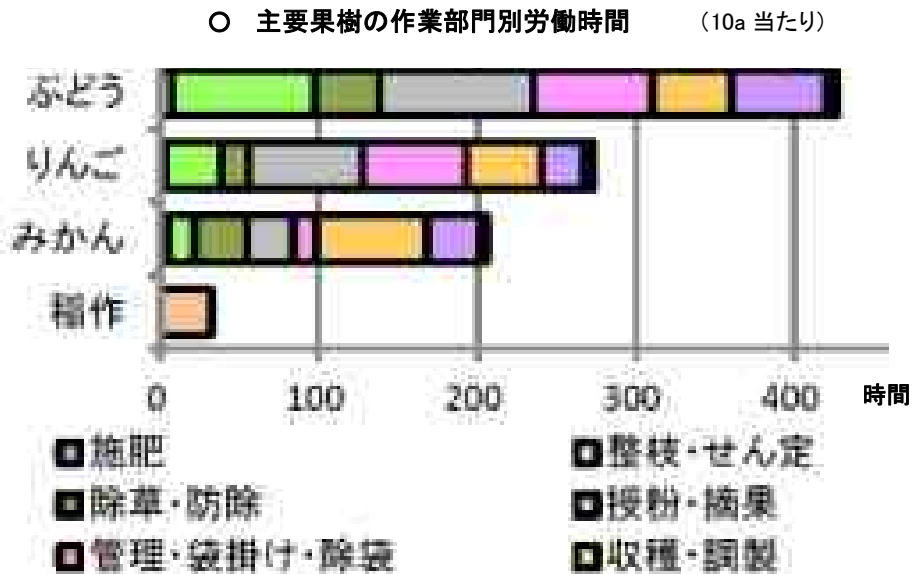 ○ 主要果樹の作業部門別労働時間 （10a 当たり）
ぶどう
りんご
みかん
稲作
0 100 200 300 400 時間
施肥 整枝・せん定
除草・防除 授粉・摘果
管理・袋掛け・除袋 収穫・調製